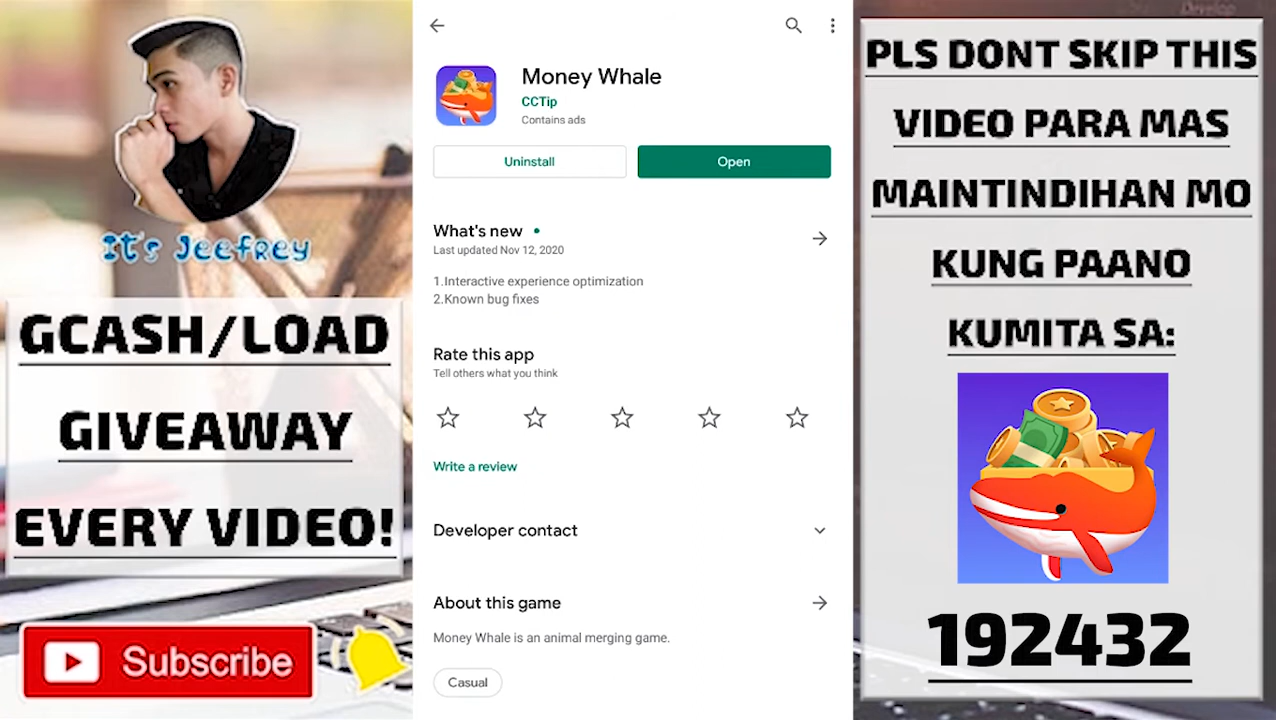 It's Jeefrey
GCASH/LOAD
GIVEAWAY
EVERY VIDEO!
Subscribe
Money Whale
CCTip
Contains ads
Uninstall
Open
What's new
Last updated Nov 12, 2020
1.Interactive experience optimization
2.Known bug fixes
Rate this app
Tell others what you think
Write a review
Developer contact
About this game
Money Whale is an animal merging game.
Casual
Develop
PLS DONT SKIP THIS
VIDEO PARA MAS
MAINTINDIHAN MO
KUNG PAANO
KUMITA SA:
192432